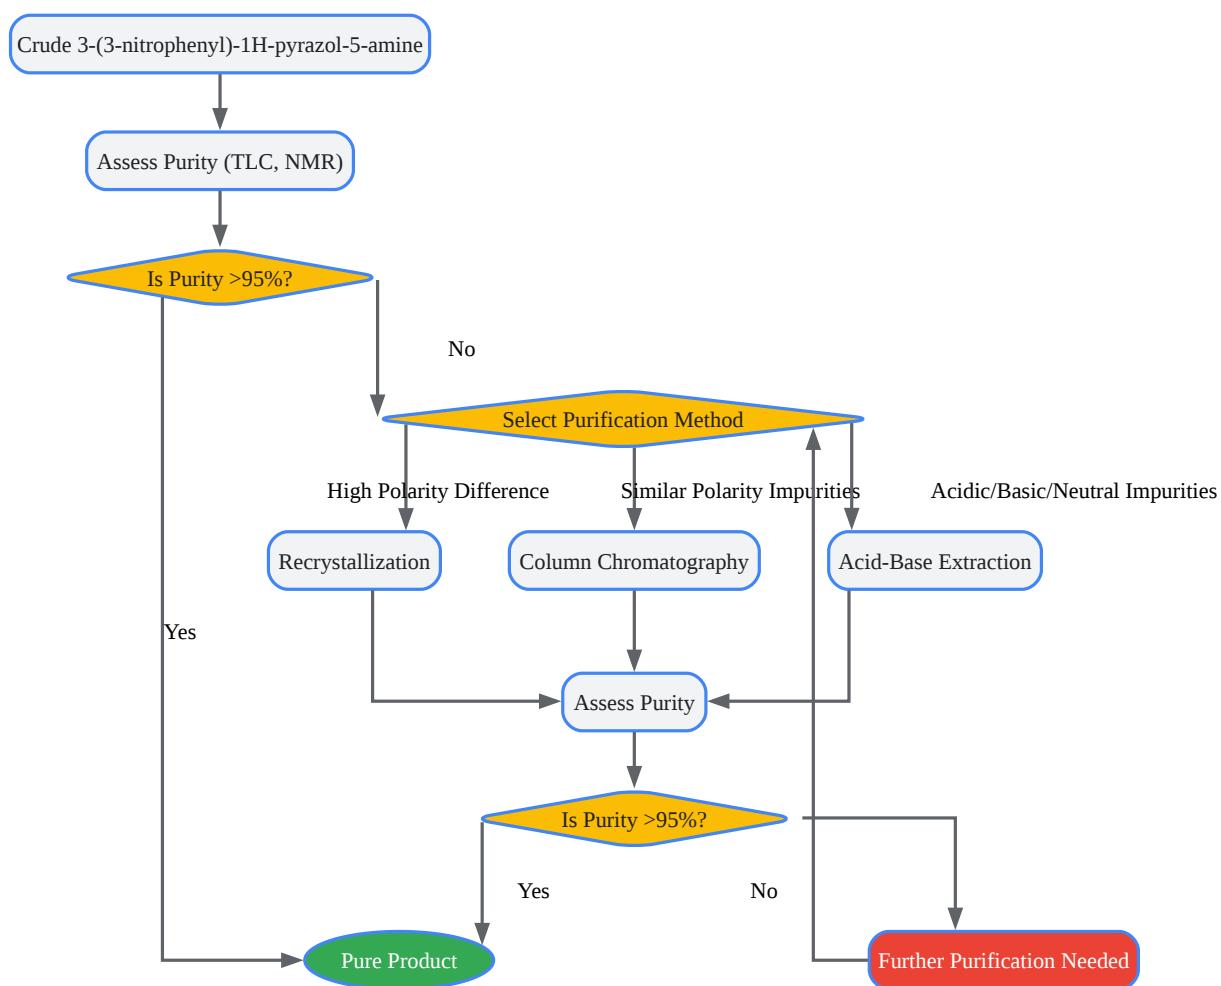 Crude 3-(3-nitrophenyl)-1H-pyrazol-5-amine
Assess Purity (TLC, NMR)
Is Purity >95%?
No
Select Purification Method
High Polarity Difference
Similar Polarity Impurities
Acidic/Basic/Neutral Impurities
Recrystallization
Column Chromatography
Acid-Base Extraction
Yes
Assess Purity
Is Purity >95%?
Yes
No
Pure Product
Further Purification Needed